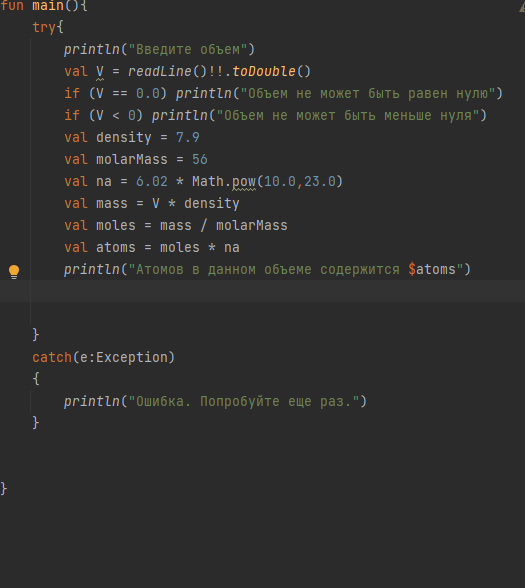 fun main(){
try{
println("Введите объем")
val V = readLine()!!.toDouble()
if (V == 0.0) println("Объем не может быть равен нулю")
if (V < 0) println("Объем не может быть меньше нуля")
val density = 7.9
val molarMass = 56
val na = 6.02 * Math.pow(10.0,23.0)
val mass = V * density
val moles = mass / molarMass
val atoms = moles * na
println("Атомов в данном объеме содержится $atoms")
}
catch(e:Exception)
{
println("Ошибка. Попробуйте еще раз.")
}
}